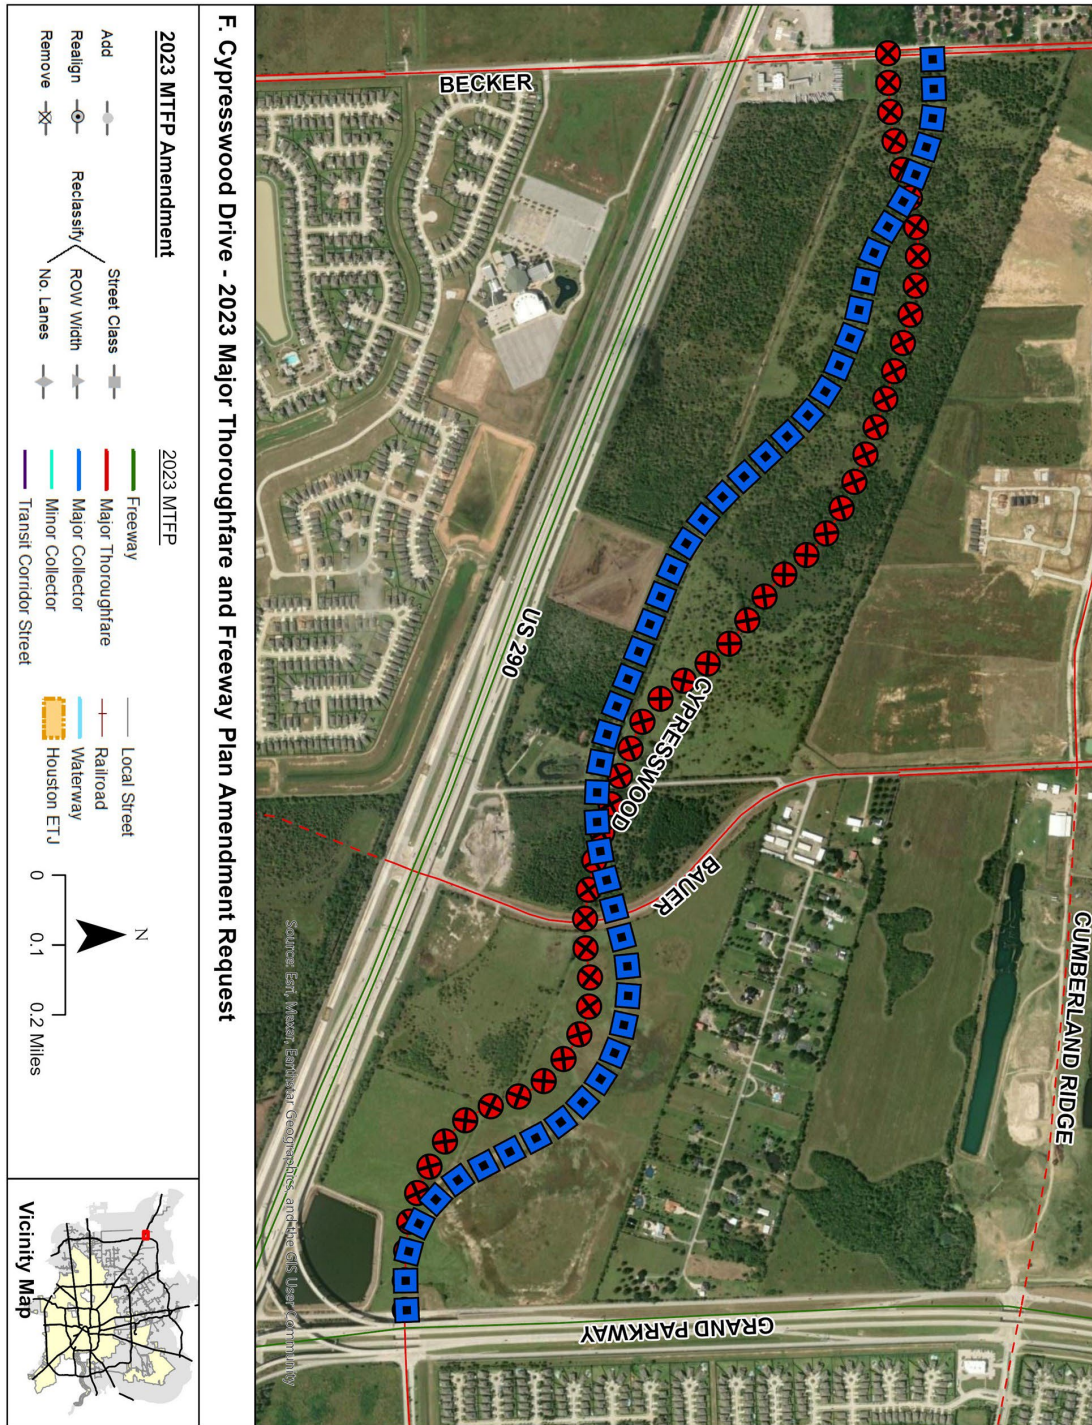 BECKER
US 290
CYPRESSWOOD
BAUER
CUMBERLAND RIDGE
GRAND PARKWAY
Source: Esri, Maxar, Earthstar Geographics, and the GIS User Community
F. Cypresswood Drive - 2023 Major Thoroughfare and Freeway Plan Amendment Request
2023 MTFP Amendment
Add
Realign
Remove
Reclassify
Street Class
ROW Width
No. Lanes
2023 MTFP
Freeway
Major Thoroughfare
Major Collector
Minor Collector
Transit Corridor Street
Local Street
Railroad
Waterway
Houston ETJ
N
0 0.1 0.2 Miles
Vicinity Map